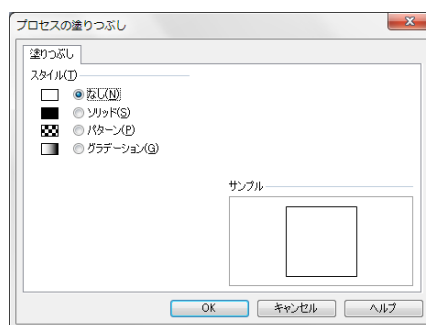 プロセスの塗りつぶし
塗りつぶし
スタイル(T)
なし(N)
ソリッド(S)
パターン(P)
グラデーション(G)
サンプル
OK キャンセル ヘルプ